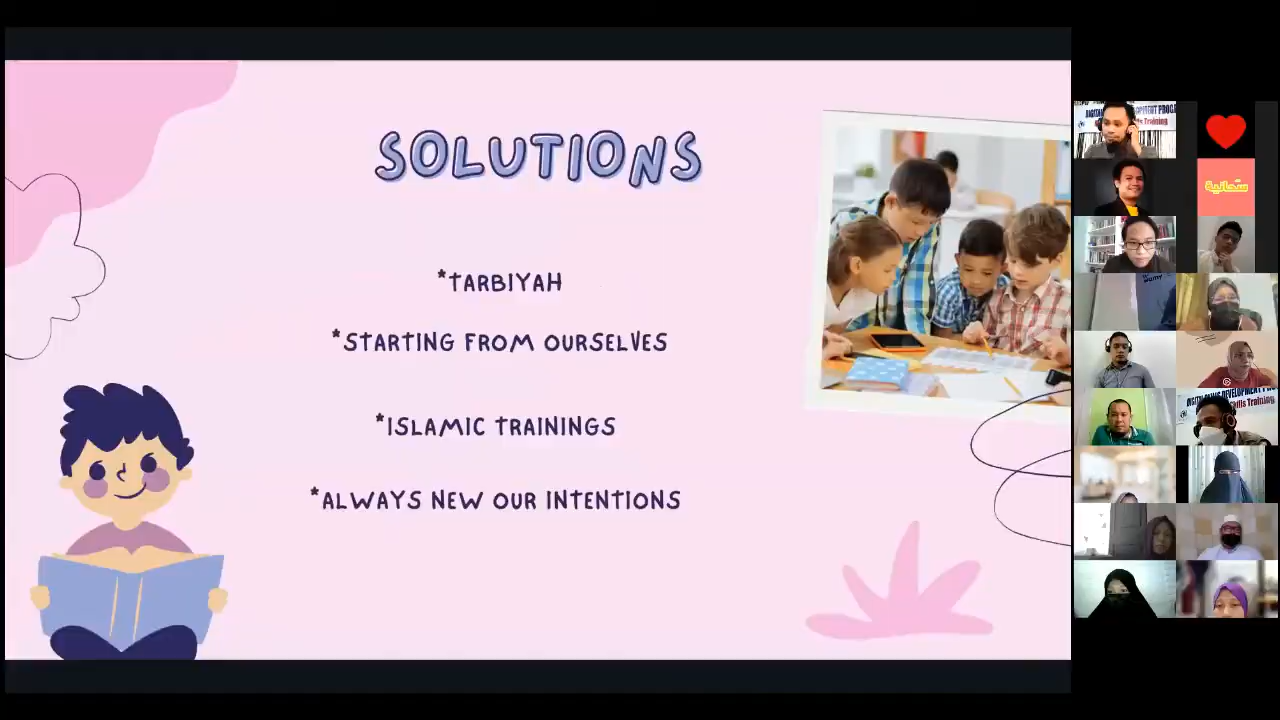 SOLUTIONS
*TARBIYAH
*STARTING FROM OURSELVES
*ISLAMIC TRAININGS
*ALWAYS NEW OUR INTENTIONS